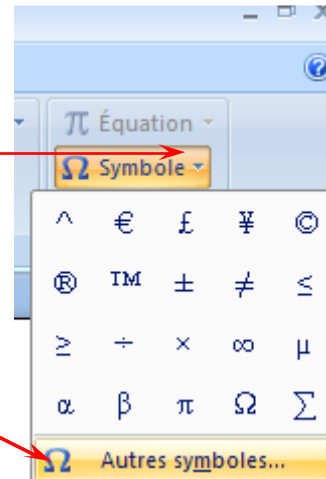 π Équation
Ω Symbole
^ € £ ¥ ©
® ™ ± ≠ ≤
≥ ÷ × ∞ µ
α β π Ω Σ
Ω Autres symboles...